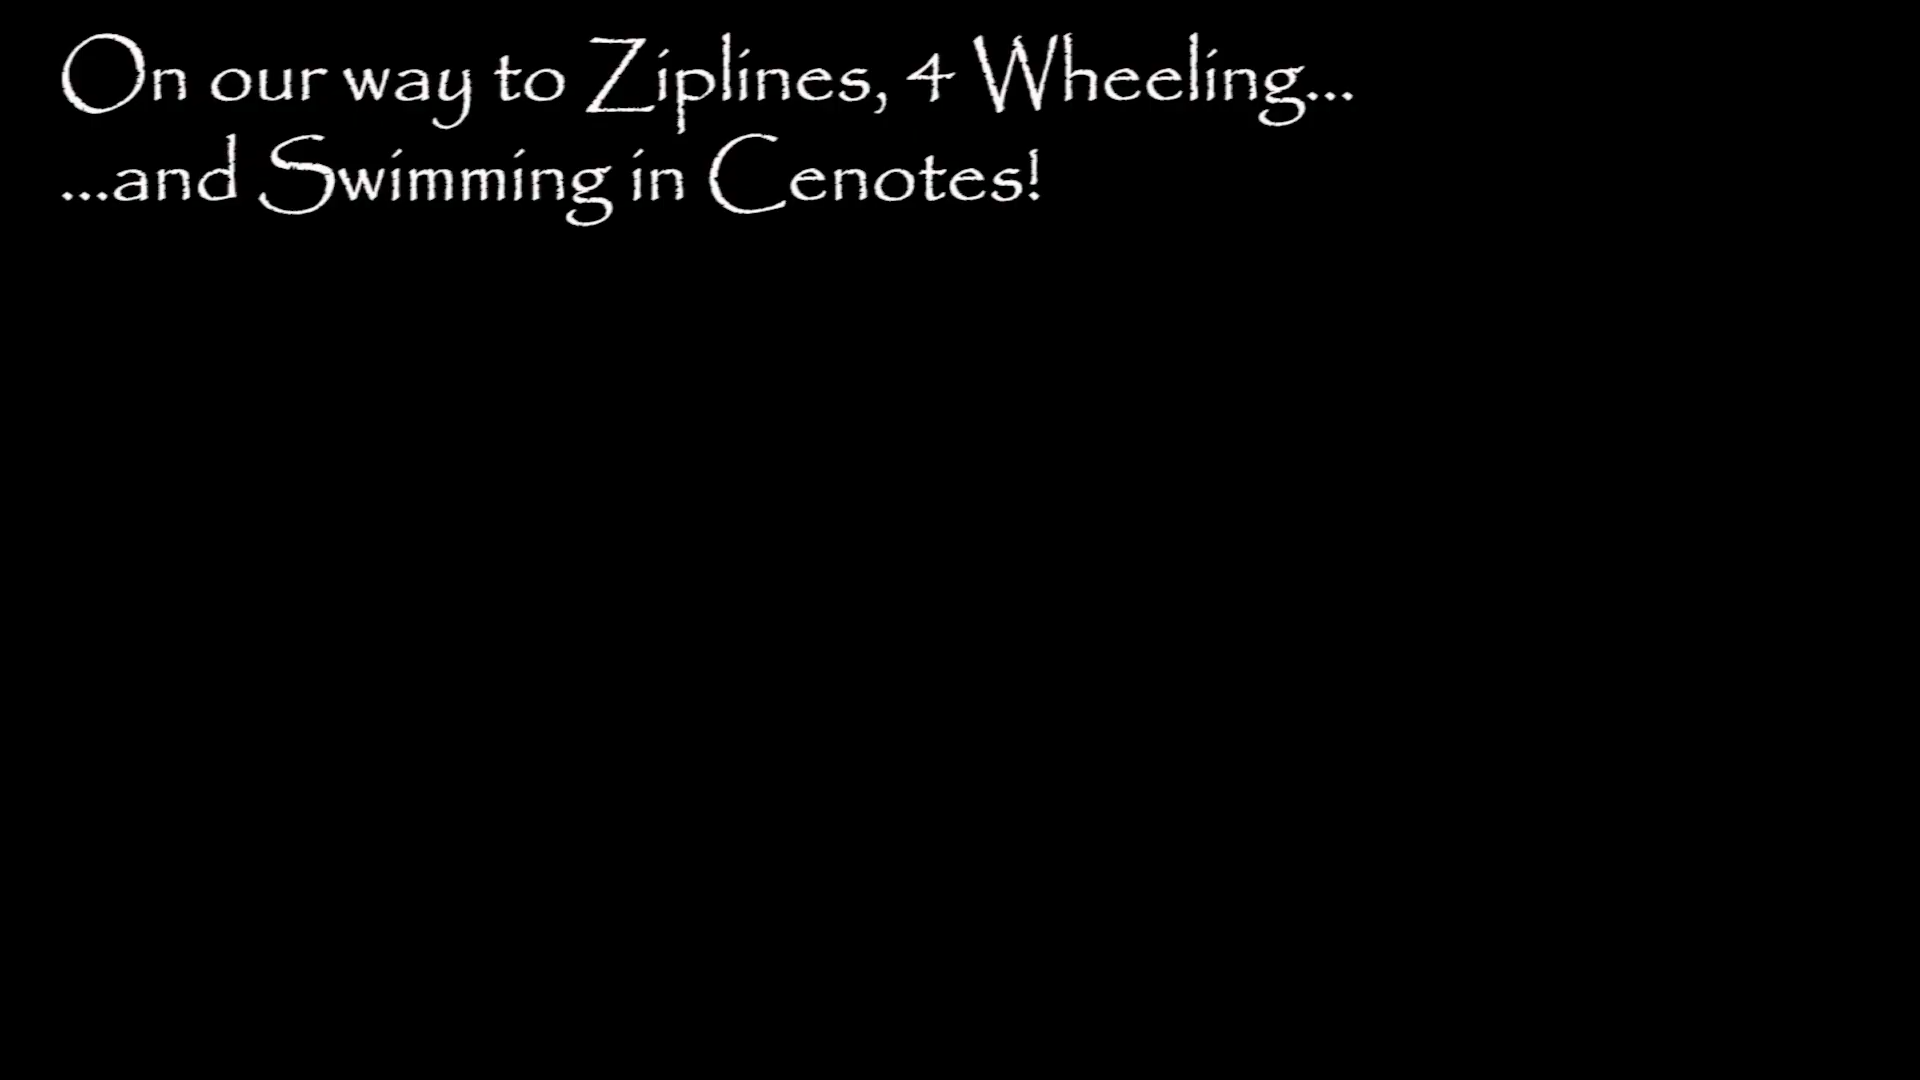 On our way to Ziplines, 4 Wheeling...
...and Swimming in Cenotes!